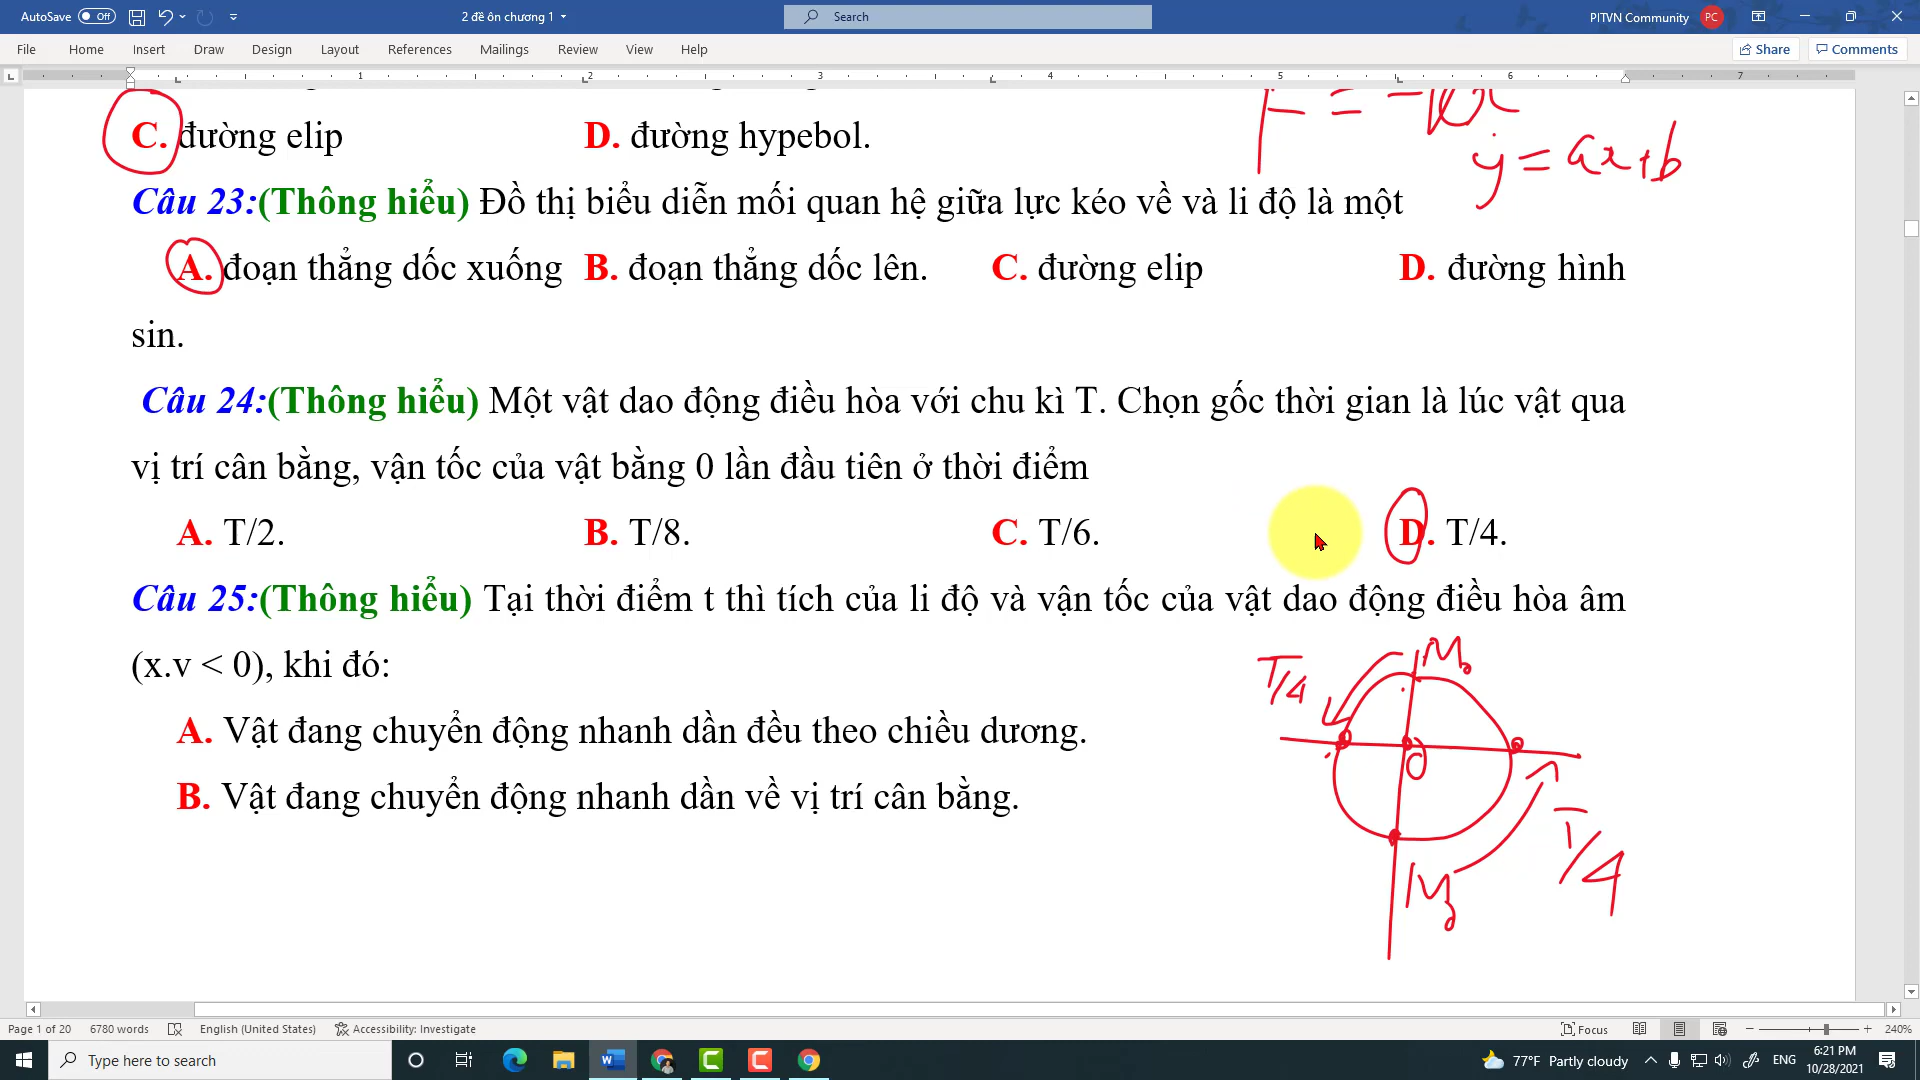 AutoSave Off 2 đề ôn chương 1 Search PITVN Community PC
File Home Insert Draw Design Layout References Mailings Review View Help Share Comments
1 2 3 4 5 6 7
C. đường elip D. đường hypebol.
y = ax+b
Câu 23:(Thông hiểu) Đồ thị biểu diễn mối quan hệ giữa lực kéo về và li độ là một
A. đoạn thẳng dốc xuống B. đoạn thẳng dốc lên. C. đường elip D. đường hình
sin.
Câu 24:(Thông hiểu) Một vật dao động điều hòa với chu kì T. Chọn gốc thời gian là lúc vật qua
vị trí cân bằng, vận tốc của vật bằng 0 lần đầu tiên ở thời điểm
A. T/2. B. T/8. C. T/6. D. T/4.
Câu 25:(Thông hiểu) Tại thời điểm t thì tích của li độ và vận tốc của vật dao động điều hòa âm
(x.v < 0), khi đó:
T/4 M₀
A. Vật đang chuyển động nhanh dần đều theo chiều dương.
O
B. Vật đang chuyển động nhanh dần về vị trí cân bằng.
T/4
Page 1 of 20 6780 words English (United States) Accessibility: Investigate Focus 240%
Type here to search 77°F Partly cloudy ENG 6:21 PM
10/28/2021